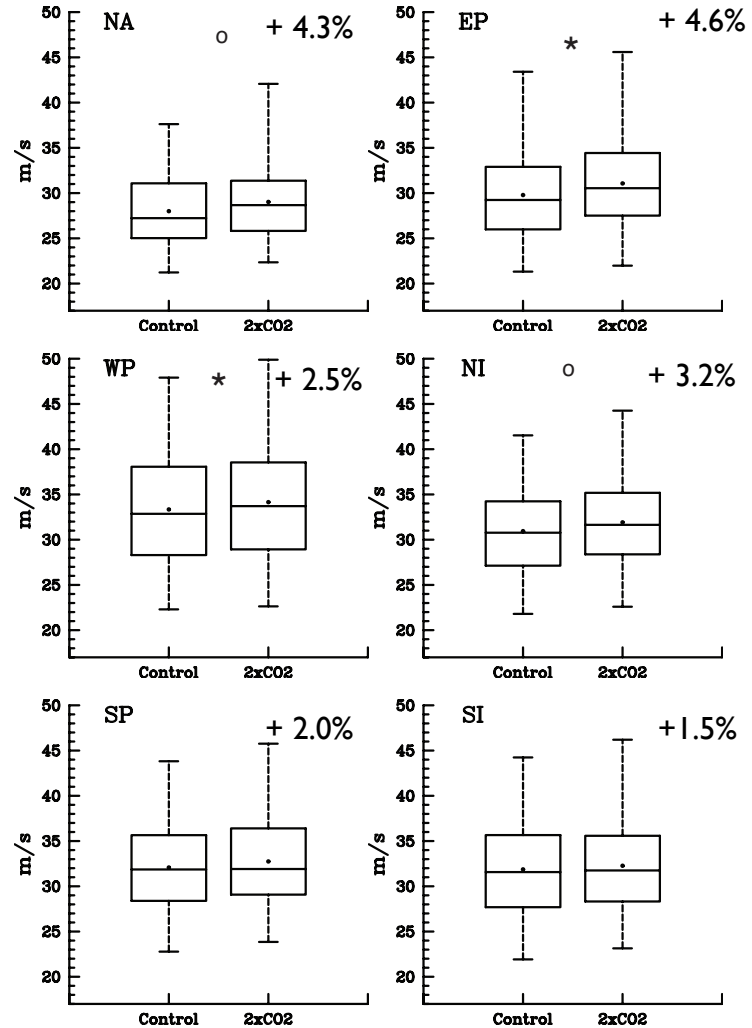 NA o + 4.3%
50
45
40
35
30
25
20
m/s
Control 2xCO2
EP * + 4.6%
50
45
40
35
30
25
20
m/s
Control 2xCO2
WP * + 2.5%
50
45
40
35
30
25
20
m/s
Control 2xCO2
NI o + 3.2%
50
45
40
35
30
25
20
m/s
Control 2xCO2
SP + 2.0%
50
45
40
35
30
25
20
m/s
Control 2xCO2
SI +1.5%
50
45
40
35
30
25
20
m/s
Control 2xCO2